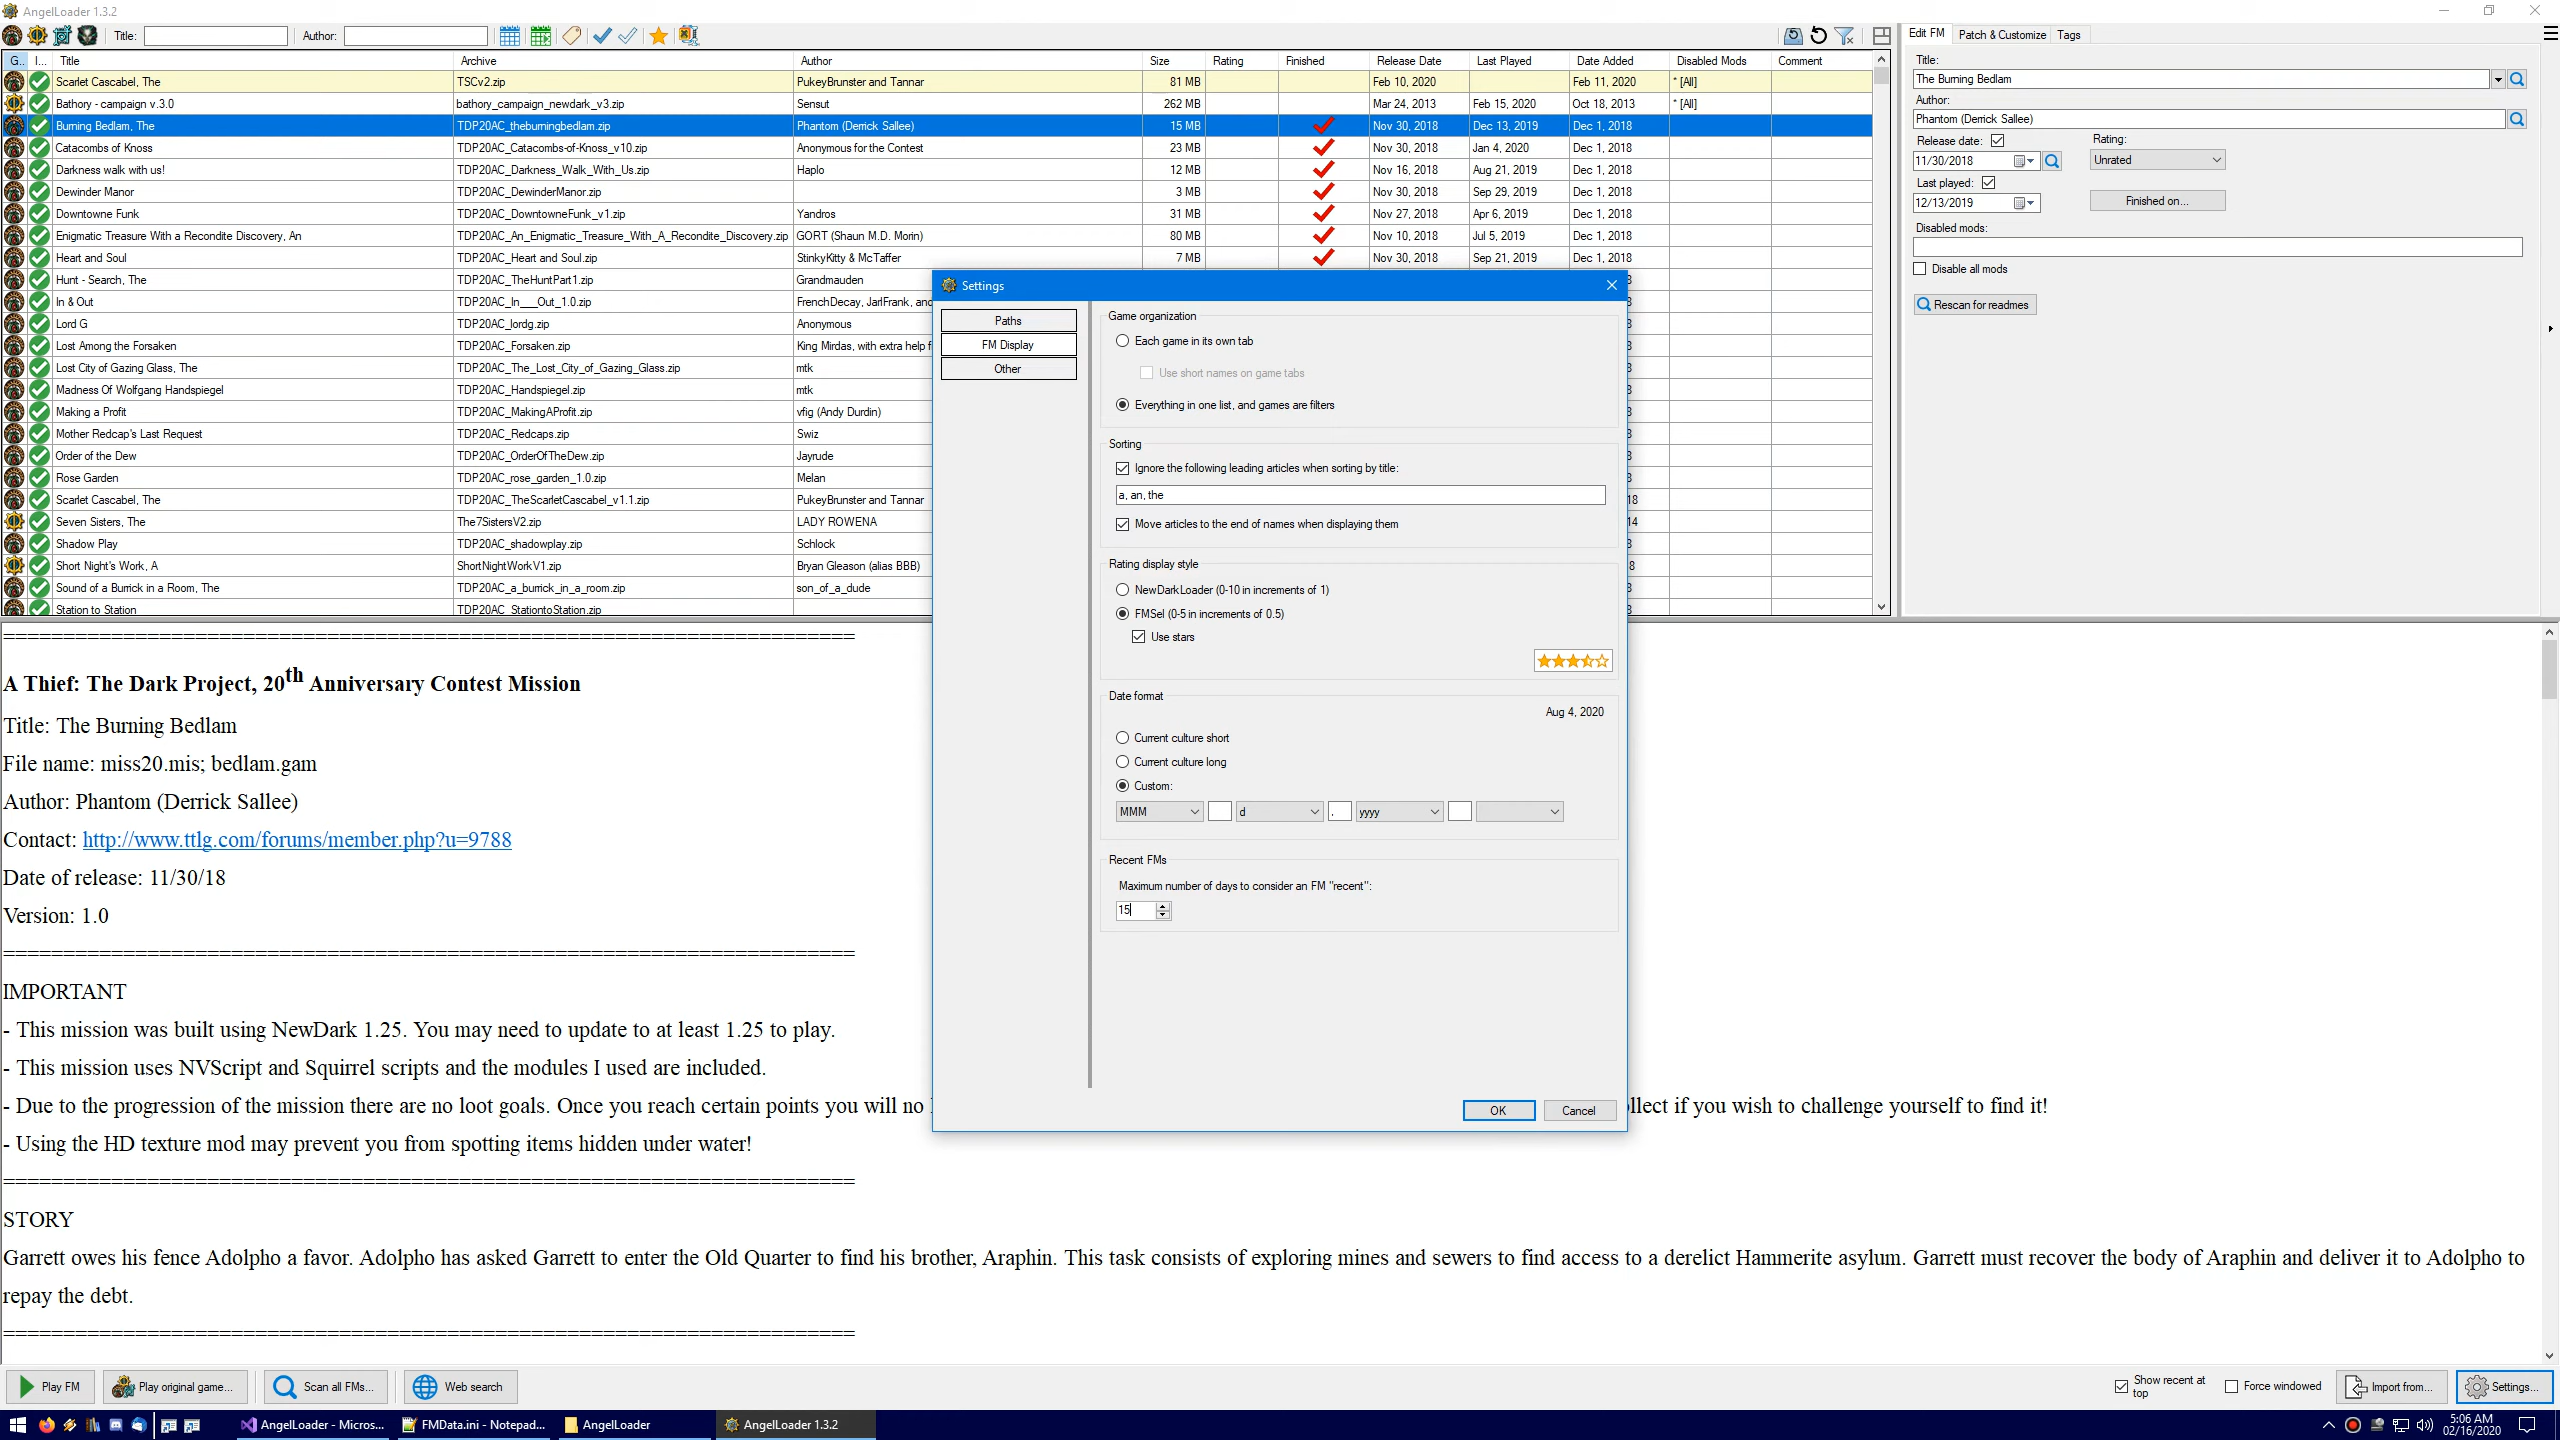 AngelLoader 1.3.2
Title: Author:
G.. I... Title Archive Author Size Rating Finished Release Date Last Played Date Added Disabled Mods Comment
Scarlet Cascabel, The TSCv2.zip PukeyBrunster and Tannar 81 MB Feb 10, 2020 Feb 11, 2020 * [All]
Bathory - campaign v.3.0 bathory_campaign_newdark_v3.zip Sensut 262 MB Mar 24, 2013 Feb 15, 2020 Oct 18, 2013 * [All]
Burning Bedlam, The TDP20AC_theburningbedlam.zip Phantom (Derrick Sallee) 15 MB Nov 30, 2018 Dec 13, 2019 Dec 1, 2018
Catacombs of Knoss TDP20AC_Catacombs-of-Knoss_v10.zip Anonymous for the Contest 23 MB Nov 30, 2018 Jan 4, 2020 Dec 1, 2018
Darkness walk with us! TDP20AC_Darkness_Walk_With_Us.zip Haplo 12 MB Nov 16, 2018 Aug 21, 2019 Dec 1, 2018
Dewinder Manor TDP20AC_DewinderManor.zip 3 MB Nov 30, 2018 Sep 29, 2019 Dec 1, 2018
Downtowne Funk TDP20AC_DowntowneFunk_v1.zip Yandros 31 MB Nov 27, 2018 Apr 6, 2019 Dec 1, 2018
Enigmatic Treasure With a Recondite Discovery, An TDP20AC_An_Enigmatic_Treasure_With_A_Recondite_Discovery.zip GORT (Shaun M.D. Morin) 80 MB Nov 10, 2018 Jul 5, 2019 Dec 1, 2018
Heart and Soul TDP20AC_Heart and Soul.zip StinkyKitty & McTaffer 7 MB Nov 30, 2018 Sep 21, 2019 Dec 1, 2018
Hunt - Search, The TDP20AC_TheHuntPart1.zip Grandmauden
In & Out TDP20AC_In___Out_1.0.zip FrenchDecay, JarlFrank, and
Lord G TDP20AC_lordg.zip Anonymous
Lost Among the Forsaken TDP20AC_Forsaken.zip King Mirdas, with extra help f
Lost City of Gazing Glass, The TDP20AC_The_Lost_City_of_Gazing_Glass.zip mtk
Madness Of Wolfgang Handspiegel TDP20AC_Handspiegel.zip mtk
Making a Profit TDP20AC_MakingAProfit.zip vfig (Andy Durdin)
Mother Redcap's Last Request TDP20AC_Redcaps.zip Swiz
Order of the Dew TDP20AC_OrderOfTheDew.zip Jayrude
Rose Garden TDP20AC_rose_garden_1.0.zip Melan
Scarlet Cascabel, The TDP20AC_TheScarletCascabel_v1.1.zip PukeyBrunster and Tannar 18
Seven Sisters, The The7SistersV2.zip LADY ROWENA 14
Shadow Play TDP20AC_shadowplay.zip Schlock
Short Night's Work, A ShortNightWorkV1.zip Bryan Gleason (alias BBB) 8
Sound of a Burrick in a Room, The TDP20AC_a_burrick_in_a_room.zip son_of_a_dude
Station to Station TDP20AC_StationtoStation.zip
Edit FM Patch & Customize Tags
Title:
The Burning Bedlam
Author:
Phantom (Derrick Sallee)
Release date: Rating:
11/30/2018 Unrated
Last played:
12/13/2019 Finished on...
Disabled mods:
Disable all mods
Rescan for readmes
Settings
Paths
FM Display
Other
Game organization
Each game in its own tab
Use short names on game tabs
Everything in one list, and games are filters
Sorting
Ignore the following leading articles when sorting by title:
a, an, the
Move articles to the end of names when displaying them
Rating display style
NewDarkLoader (0-10 in increments of 1)
FMSel (0-5 in increments of 0.5)
Use stars
Date format
Aug 4, 2020
Current culture short
Current culture long
Custom:
MMM d , yyyy
Recent FMs
Maximum number of days to consider an FM "recent":
15
OK Cancel
===========================================================================
A Thief: The Dark Project, 20th Anniversary Contest Mission
Title: The Burning Bedlam
File name: miss20.mis; bedlam.gam
Author: Phantom (Derrick Sallee)
Contact: http://www.ttlg.com/forums/member.php?u=9788
Date of release: 11/30/18
Version: 1.0
===========================================================================
IMPORTANT
- This mission was built using NewDark 1.25. You may need to update to at least 1.25 to play.
- This mission uses NVScript and Squirrel scripts and the modules I used are included.
- Due to the progression of the mission there are no loot goals. Once you reach certain points you will no llect if you wish to challenge yourself to find it!
- Using the HD texture mod may prevent you from spotting items hidden under water!
===========================================================================
STORY
Garrett owes his fence Adolpho a favor. Adolpho has asked Garrett to enter the Old Quarter to find his brother, Araphin. This task consists of exploring mines and sewers to find access to a derelict Hammerite asylum. Garrett must recover the body of Araphin and deliver it to Adolpho to
repay the debt.
===========================================================================
Play FM Play original game... Scan all FMs... Web search Show recent at top Force windowed Import from... Settings...
AngelLoader - Micros... FMData.ini - Notepad... AngelLoader AngelLoader 1.3.2 5:06 AM
02/16/2020